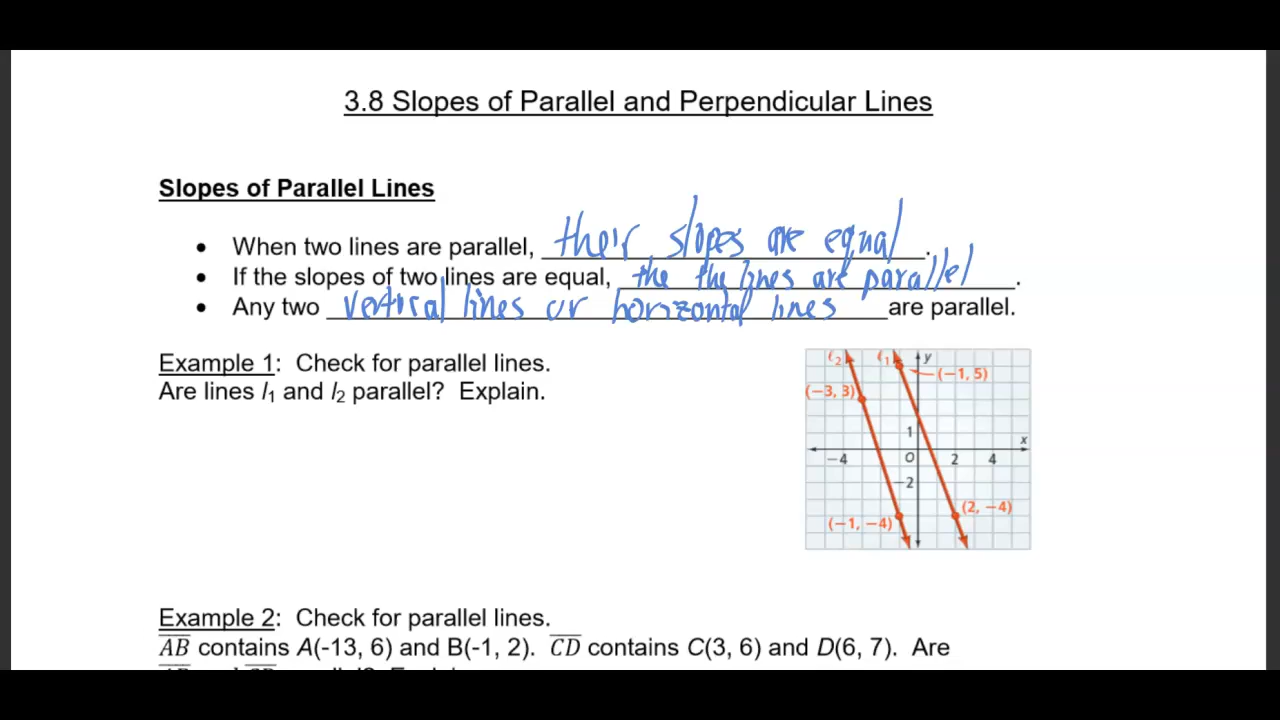 3.8 Slopes of Parallel and Perpendicular Lines
Slopes of Parallel Lines
• When two lines are parallel, their slopes are equal.
• If the slopes of two lines are equal, the the lines are parallel.
• Any two vertical lines or horizontal lines are parallel.
Example 1: Check for parallel lines.
Are lines l1 and l2 parallel? Explain.
ℓ2 ℓ1 y
(−1, 5)
(−3, 3)
1
x
−4 O 2 4
−2
(2, −4)
(−1, −4)
Example 2: Check for parallel lines.
AB contains A(-13, 6) and B(-1, 2). CD contains C(3, 6) and D(6, 7). Are